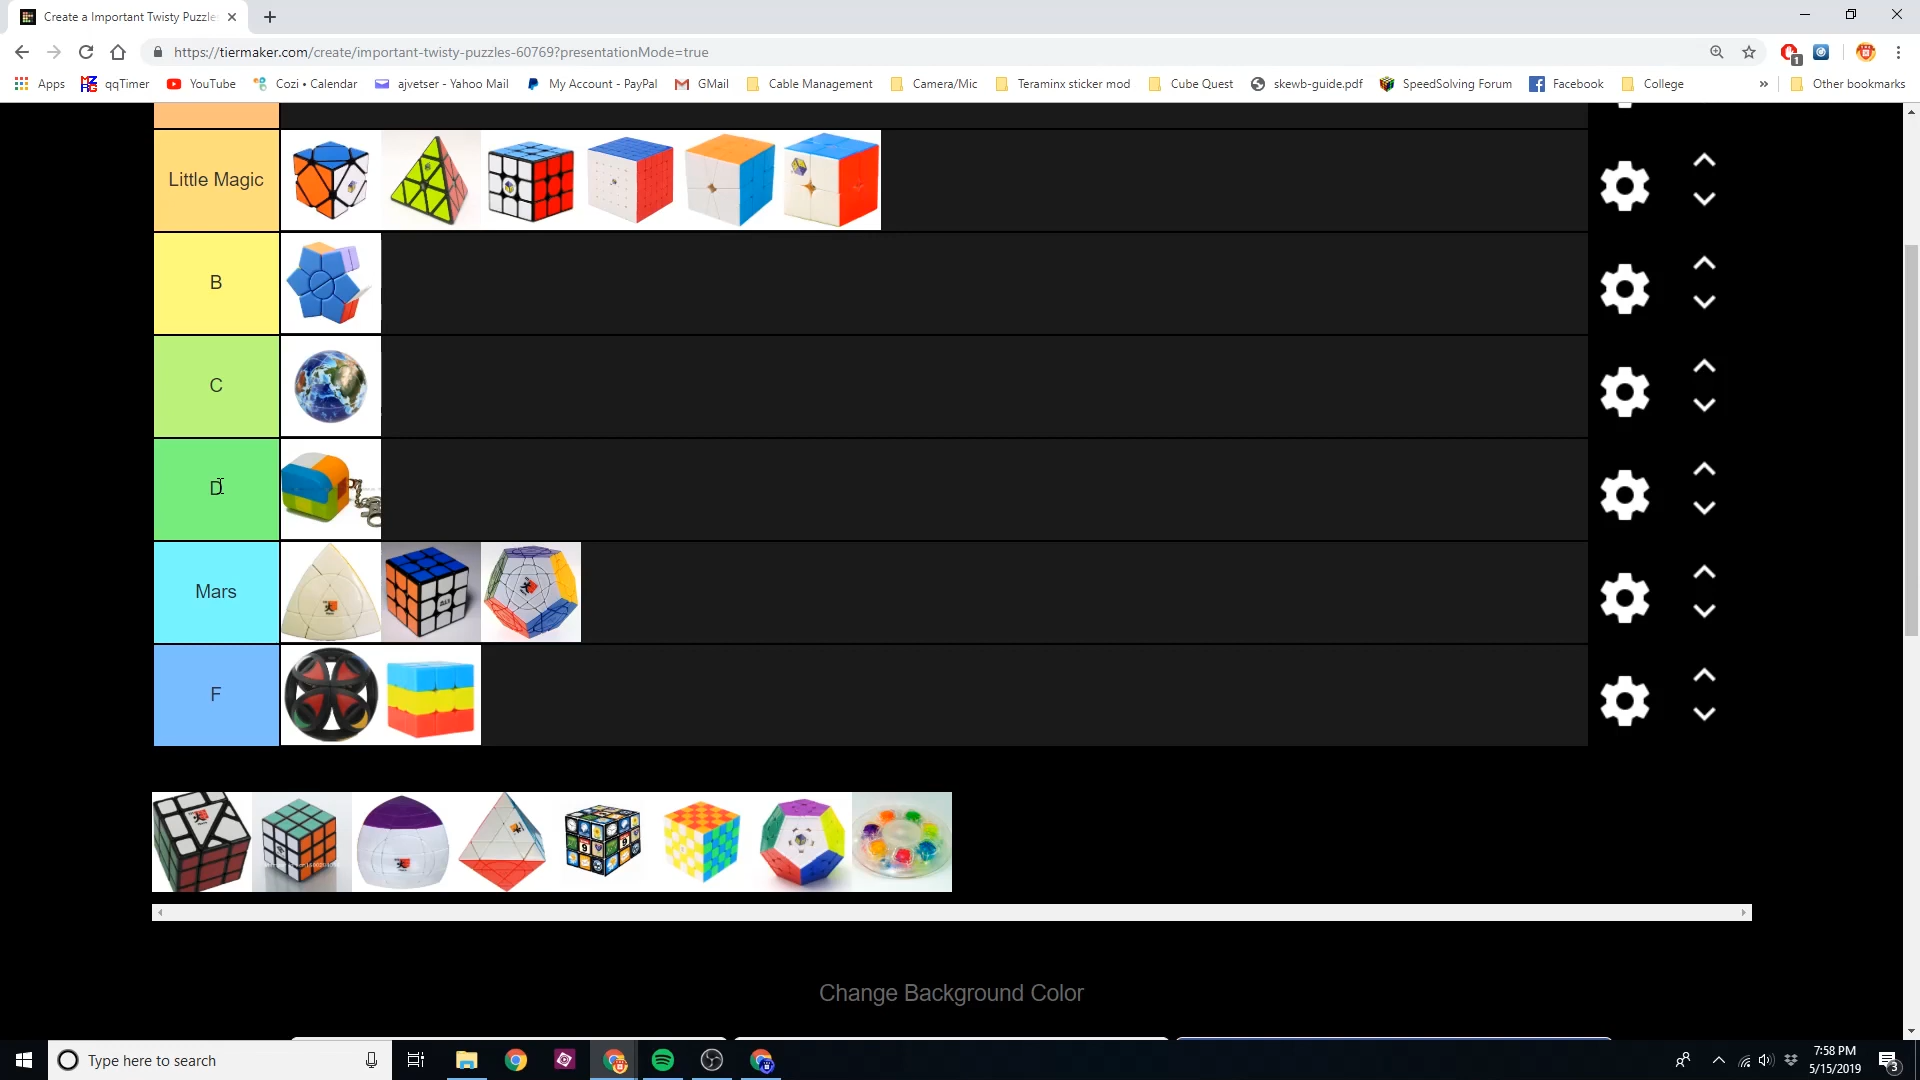 Create a Important Twisty Puzzle
https://tiermaker.com/create/important-twisty-puzzles-60769?presentationMode=true
1
Apps
qqTimer
YouTube
Cozi • Calendar
ajvetser - Yahoo Mail
My Account - PayPal
GMail
Cable Management
Camera/Mic
Teraminx sticker mod
Cube Quest
skewb-guide.pdf
SpeedSolving Forum
Facebook
College
»
Other bookmarks
Little Magic
B
C
D
Mars
F
Change Background Color
Type here to search
7:58 PM
5/15/2019
3